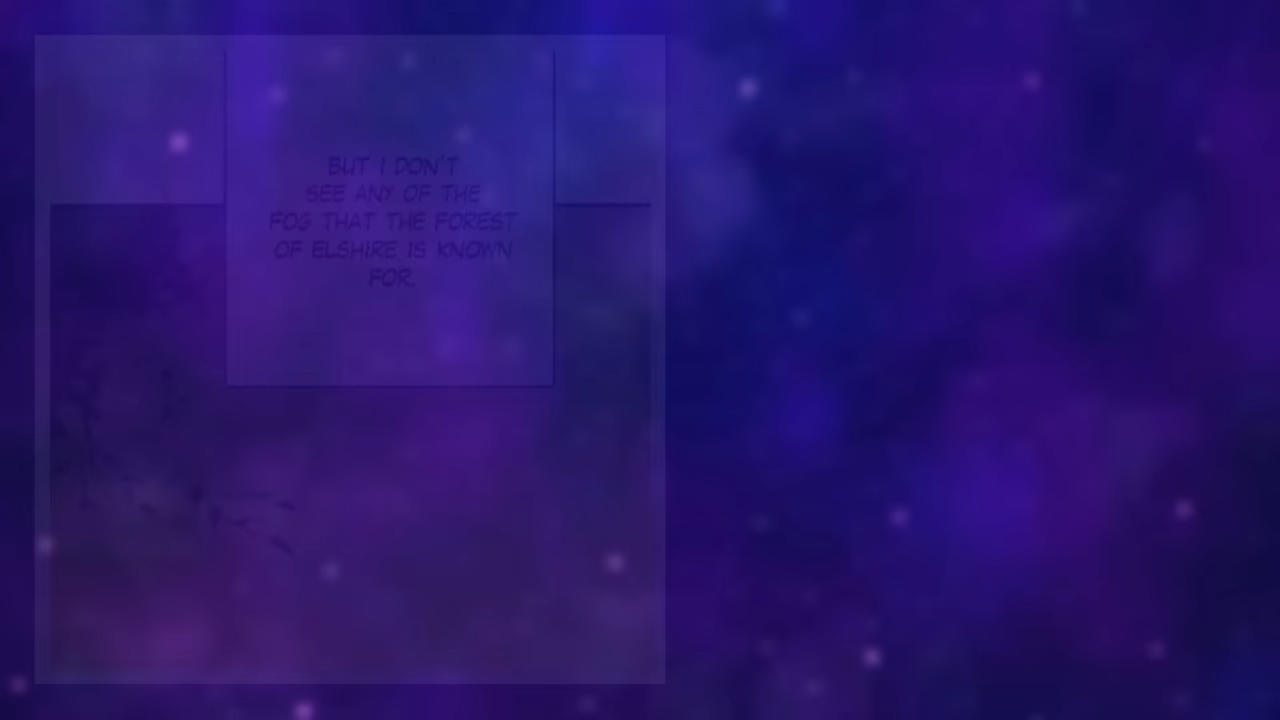 BUT I DON'T
SEE ANY OF THE
FOG THAT THE FOREST
OF ELSHIRE IS KNOWN
FOR.